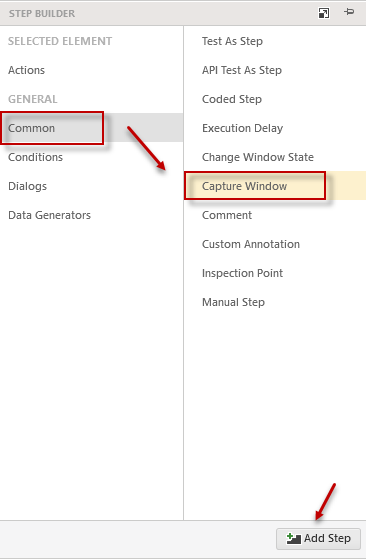 STEP BUILDER
SELECTED ELEMENT
Actions
GENERAL
Common
Conditions
Dialogs
Data Generators
Test As Step
API Test As Step
Coded Step
Execution Delay
Change Window State
Capture Window
Comment
Custom Annotation
Inspection Point
Manual Step
Add Step